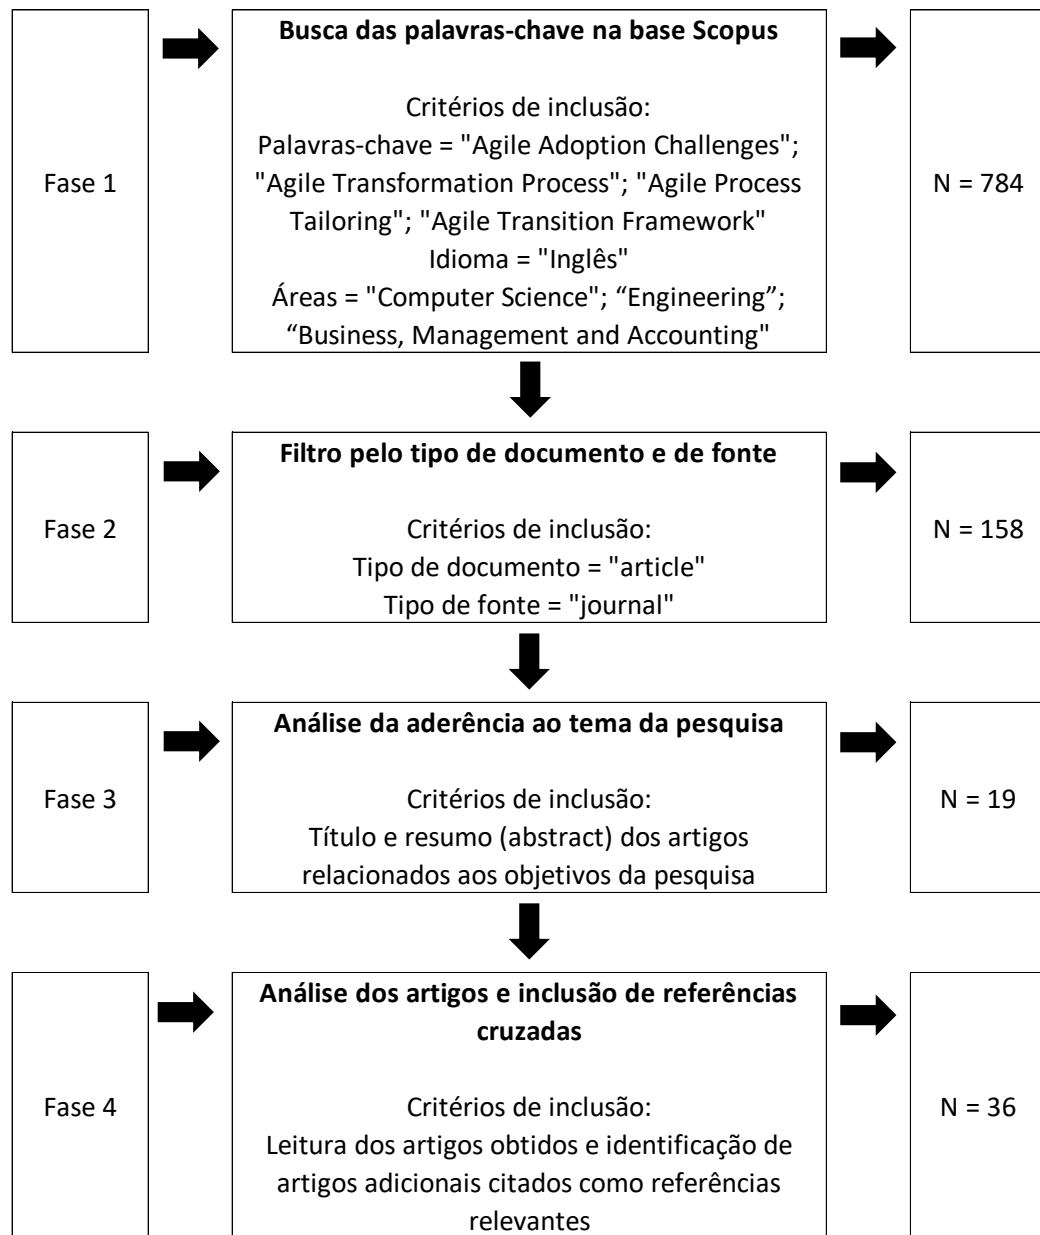 Fase 1
Busca das palavras-chave na base Scopus
Critérios de inclusão:
Palavras-chave = "Agile Adoption Challenges";
"Agile Transformation Process"; "Agile Process
Tailoring"; "Agile Transition Framework"
Idioma = "Inglês"
Áreas = "Computer Science"; “Engineering”;
“Business, Management and Accounting"
N = 784
Fase 2
Filtro pelo tipo de documento e de fonte
Critérios de inclusão:
Tipo de documento = "article"
Tipo de fonte = "journal"
N = 158
Fase 3
Análise da aderência ao tema da pesquisa
Critérios de inclusão:
Título e resumo (abstract) dos artigos
relacionados aos objetivos da pesquisa
N = 19
Fase 4
Análise dos artigos e inclusão de referências
cruzadas
Critérios de inclusão:
Leitura dos artigos obtidos e identificação de
artigos adicionais citados como referências
relevantes
N = 36